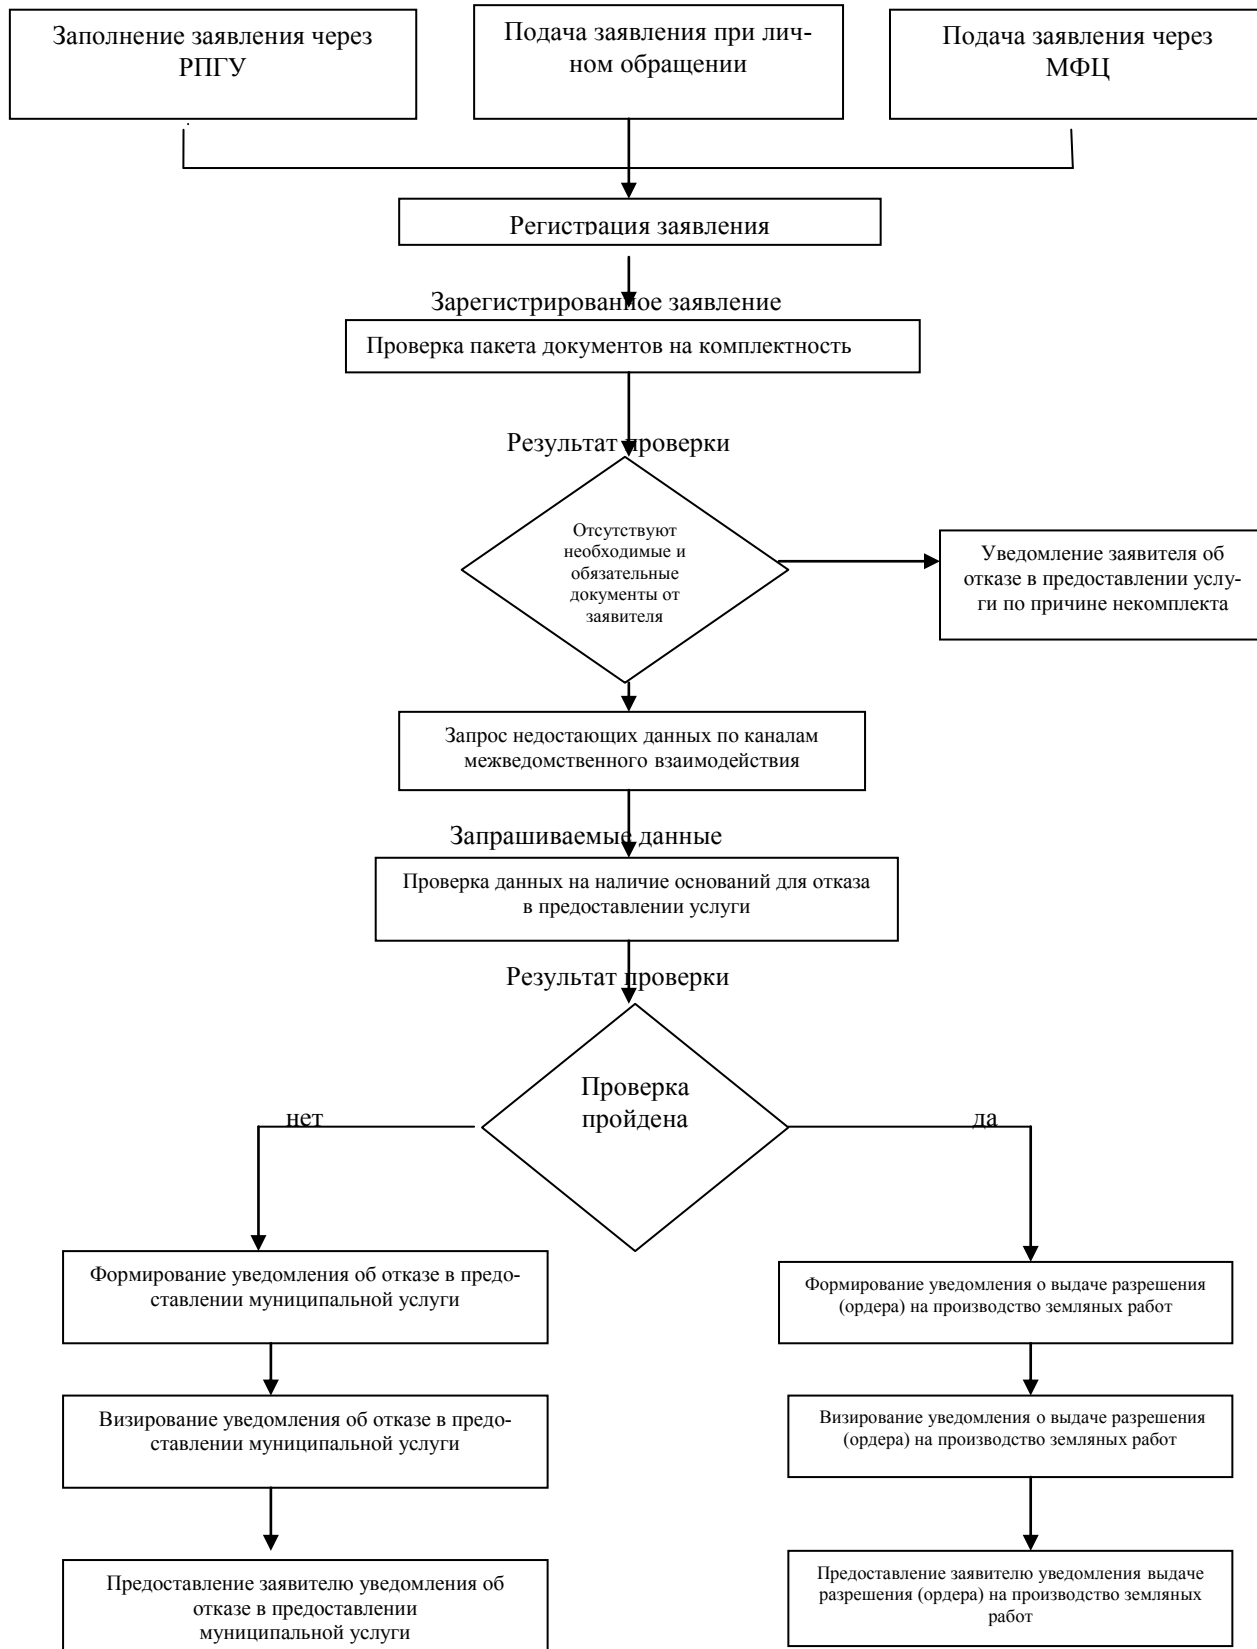 Заполнение заявления через
РПГУ
Подача заявления при лич-
ном обращении
Подача заявления через
МФЦ
Регистрация заявления
Зарегистрированное заявление
Проверка пакета документов на комплектность
Результат проверки
Отсутствуют
необходимые и
обязательные
документы от
заявителя
Уведомление заявителя об
отказе в предоставлении услу-
ги по причине некомплекта
Запрос недостающих данных по каналам
межведомственного взаимодействия
Запрашиваемые данные
Проверка данных на наличие оснований для отказа
в предоставлении услуги
Результат проверки
Проверка
пройдена
нет
да
Формирование уведомления об отказе в предо-
ставлении муниципальной услуги
Формирование уведомления о выдаче разрешения
(ордера) на производство земляных работ
Визирование уведомления об отказе в предо-
ставлении муниципальной услуги
Визирование уведомления о выдаче разрешения
(ордера) на производство земляных работ
Предоставление заявителю уведомления об
отказе в предоставлении
муниципальной услуги
Предоставление заявителю уведомления выдаче
разрешения (ордера) на производство земляных
работ